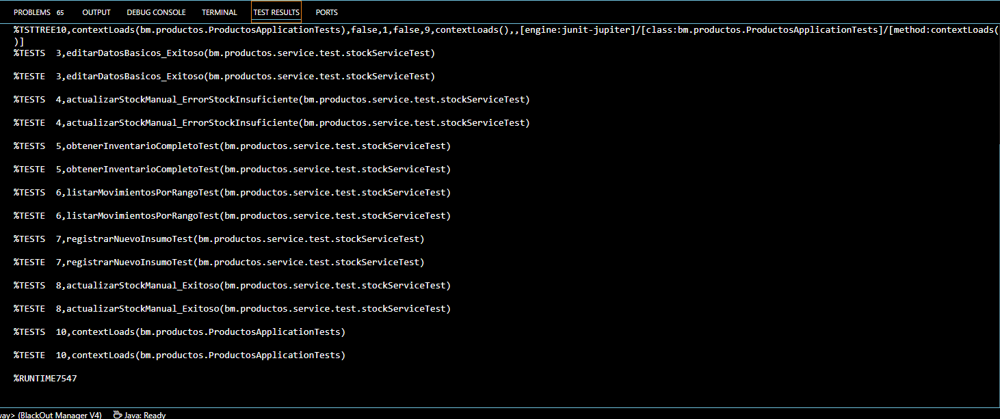 PROBLEMS 65 OUTPUT DEBUG CONSOLE TERMINAL TEST RESULTS PORTS
%TSTTREE10,contextLoads(bm.productos.ProductosApplicationTests),false,1,false,9,contextLoads(),,[engine:junit-jupiter]/[class:bm.productos.ProductosApplicationTests]/[method:contextLoads(
)]
%TESTS 3,editarDatosBasicos_Exitoso(bm.productos.service.test.stockServiceTest)
%TESTE 3,editarDatosBasicos_Exitoso(bm.productos.service.test.stockServiceTest)
%TESTS 4,actualizarStockManual_ErrorStockInsuficiente(bm.productos.service.test.stockServiceTest)
%TESTE 4,actualizarStockManual_ErrorStockInsuficiente(bm.productos.service.test.stockServiceTest)
%TESTS 5,obtenerInventarioCompletoTest(bm.productos.service.test.stockServiceTest)
%TESTE 5,obtenerInventarioCompletoTest(bm.productos.service.test.stockServiceTest)
%TESTS 6,listarMovimientosPorRangoTest(bm.productos.service.test.stockServiceTest)
%TESTE 6,listarMovimientosPorRangoTest(bm.productos.service.test.stockServiceTest)
%TESTS 7,registrarNuevoInsumoTest(bm.productos.service.test.stockServiceTest)
%TESTE 7,registrarNuevoInsumoTest(bm.productos.service.test.stockServiceTest)
%TESTS 8,actualizarStockManual_Exitoso(bm.productos.service.test.stockServiceTest)
%TESTE 8,actualizarStockManual_Exitoso(bm.productos.service.test.stockServiceTest)
%TESTS 10,contextLoads(bm.productos.ProductosApplicationTests)
%TESTE 10,contextLoads(bm.productos.ProductosApplicationTests)
%RUNTIME7547
way> (BlackOut Manager V4) Java: Ready